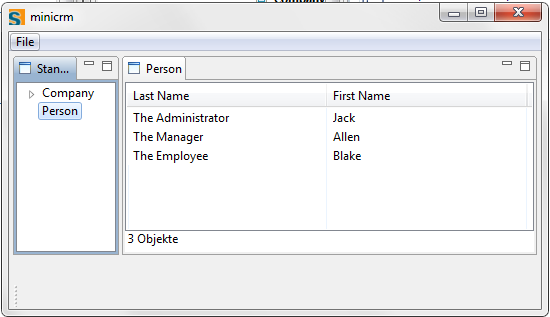 minicrm
File
Stan...
Company
Person
Person
Last Name First Name
The Administrator Jack
The Manager Allen
The Employee Blake
3 Objekte